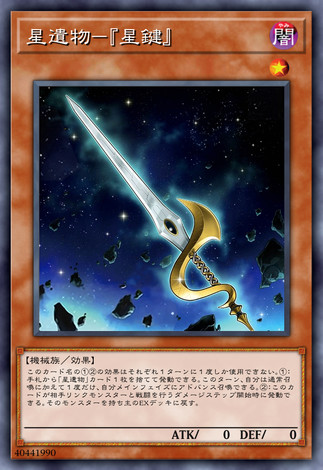 星遺物－『星鍵』
やみ
闇
【機械族／効果】
このカード名の①②の効果はそれぞれ１ターンに１度しか使用できない。①：
手札から「星遺物」カード１枚を捨てて発動できる。このターン、自分は通常召
喚に加えて１度だけ、自分メインフェイズにアドバンス召喚できる。②：このカ
ードが相手リンクモンスターと戦闘を行うダメージステップ開始時に発動で
きる。そのモンスターを持ち主のEXデッキに戻す。
ATK/ 0 DEF/ 0
40441990